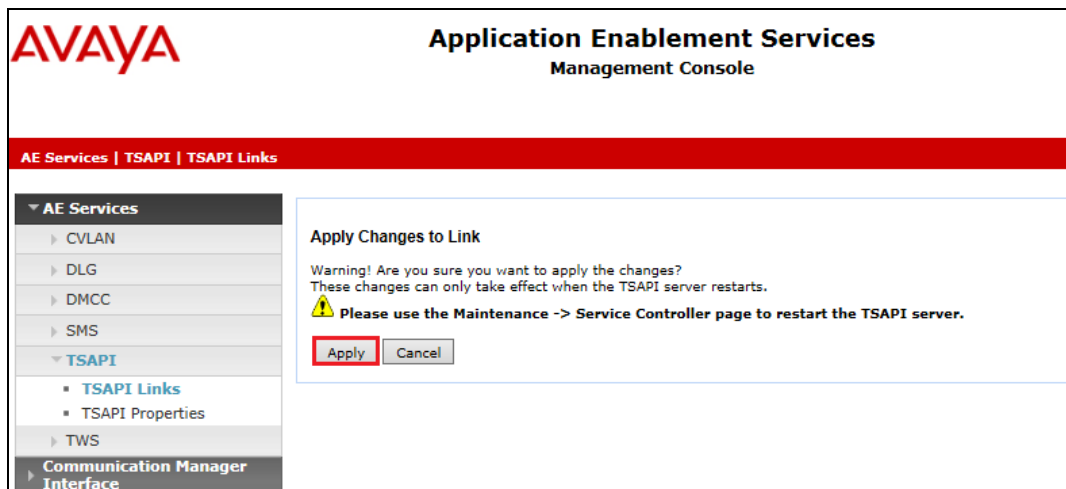 AVAYA
Application Enablement Services
Management Console
AE Services | TSAPI | TSAPI Links
AE Services
CVLAN
DLG
DMCC
SMS
TSAPI
TSAPI Links
TSAPI Properties
TWS
Communication Manager
Interface
Apply Changes to Link
Warning! Are you sure you want to apply the changes?
These changes can only take effect when the TSAPI server restarts.
Please use the Maintenance -> Service Controller page to restart the TSAPI server.
Apply Cancel